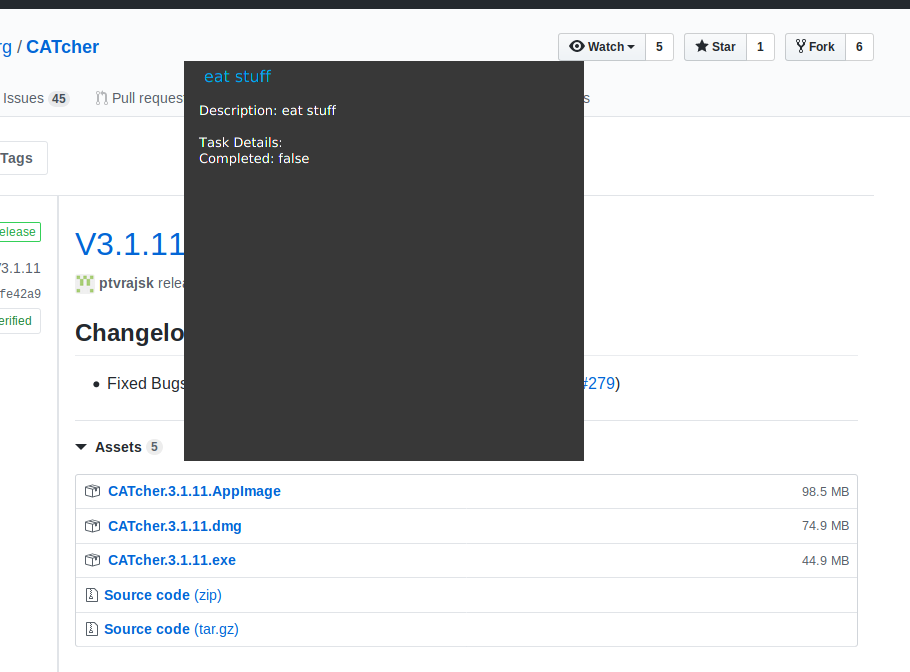 rg / CATcher
Watch 5 Star 1 Fork 6
Issues 45 Pull request
s
eat stuff
Description: eat stuff
Task Details:
Completed: false
Tags
elease
V3.1.11
fe42a9
erified
V3.1.11
ptvrajsk relea
Changelo
Fixed Bugs #279)
Assets 5
CATcher.3.1.11.AppImage 98.5 MB
CATcher.3.1.11.dmg 74.9 MB
CATcher.3.1.11.exe 44.9 MB
Source code (zip)
Source code (tar.gz)